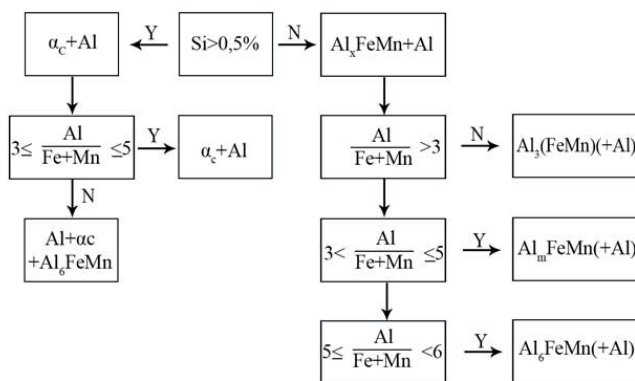 α_C+Al
Y
Si>0,5%
N
Al_xFeMn+Al
3≤ Al/Fe+Mn ≤5
Y
α_c+Al
Al/Fe+Mn >3
N
Al_3(FeMn)(+Al)
N
Al+αc
+Al_6FeMn
3< Al/Fe+Mn ≤5
Y
Al_mFeMn(+Al)
5≤ Al/Fe+Mn <6
Y
Al_6FeMn(+Al)